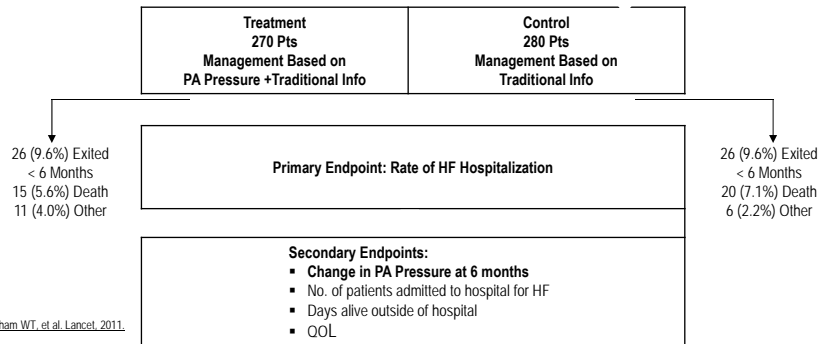 Treatment
270 Pts
Management Based on
PA Pressure +Traditional Info
Control
280 Pts
Management Based on
Traditional Info
26 (9.6%) Exited
< 6 Months
15 (5.6%) Death
11 (4.0%) Other
Primary Endpoint: Rate of HF Hospitalization
26 (9.6%) Exited
< 6 Months
20 (7.1%) Death
6 (2.2%) Other
Secondary Endpoints:
▪ Change in PA Pressure at 6 months
▪ No. of patients admitted to hospital for HF
▪ Days alive outside of hospital
▪ QOL
ham WT, et al. Lancet, 2011.